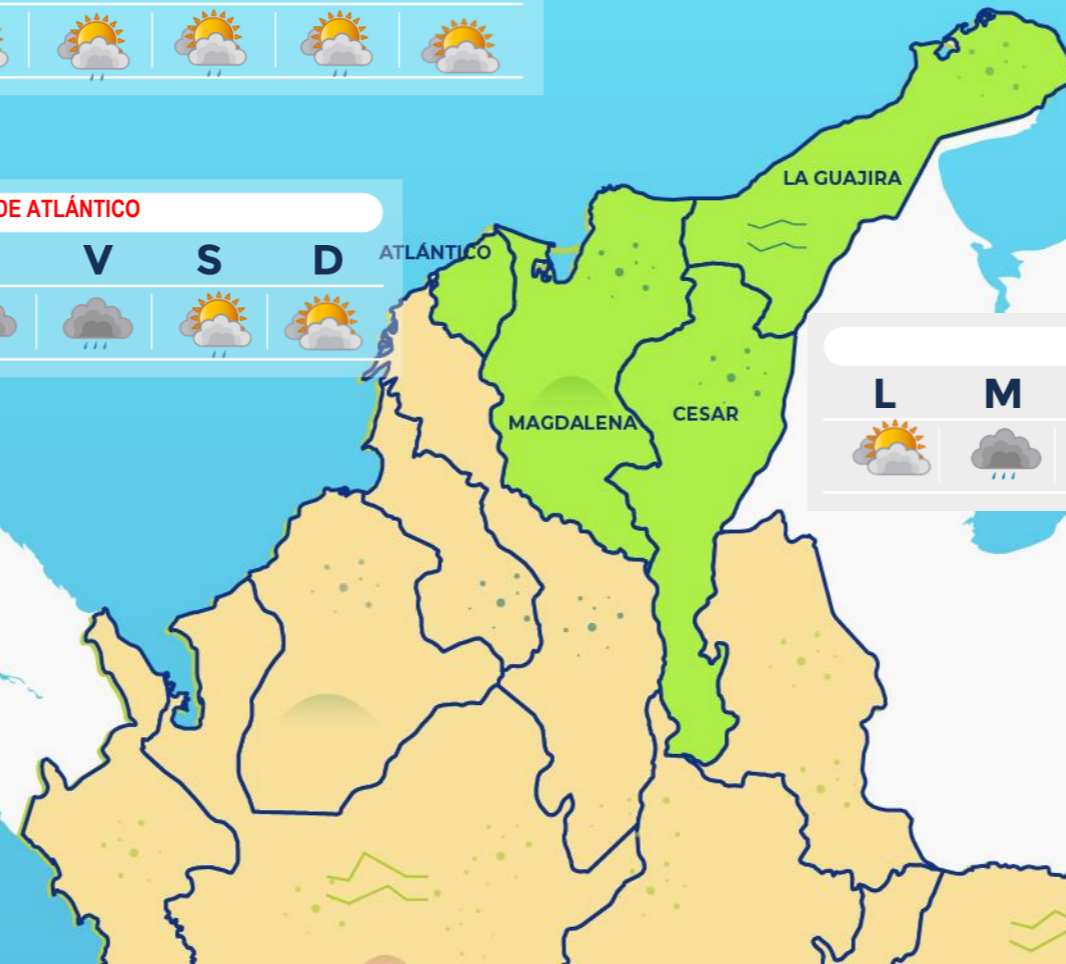 LA GUAJIRA
DE ATLÁNTICO
V S D
ATLÁNTICO
L M
MAGDALENA
CESAR